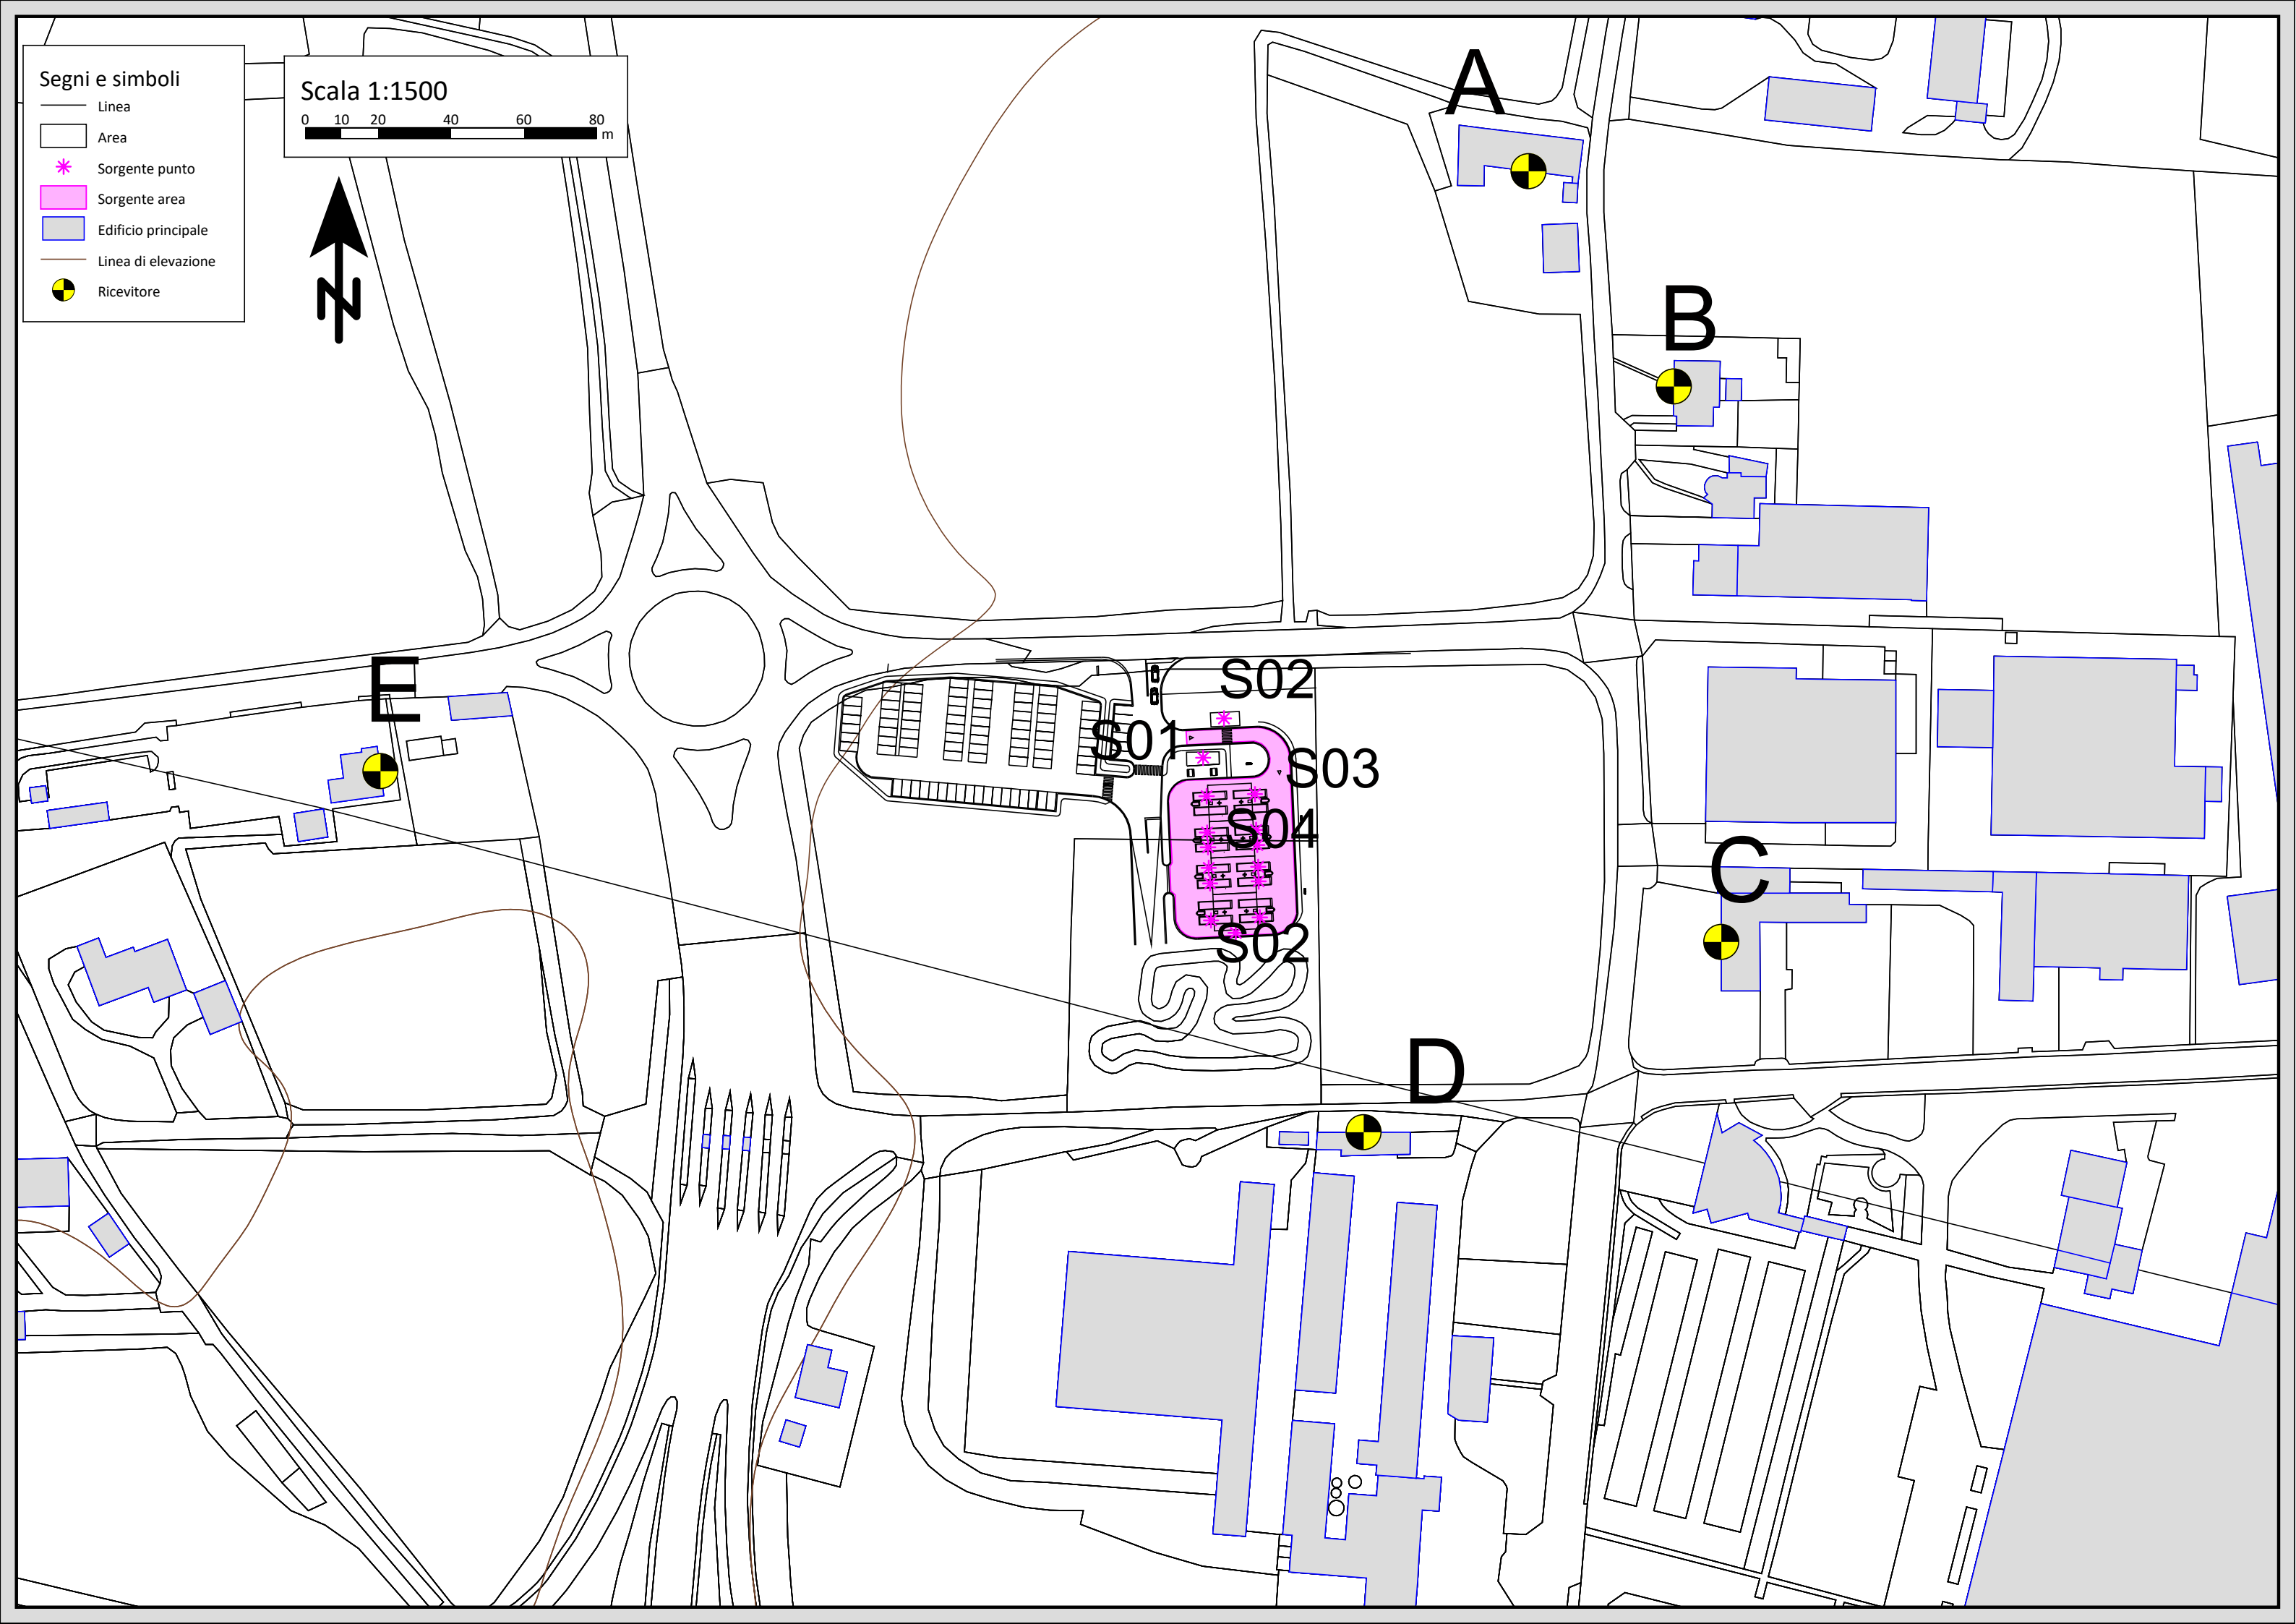 Segni e simboli
Linea
Area
Sorgente punto
Sorgente area
Edificio principale
Linea di elevazione
Ricevitore
Scala 1:1500
0 10 20 40 60 80
m
N
A
B
E
S02
S01
S03
S04
C
S02
D